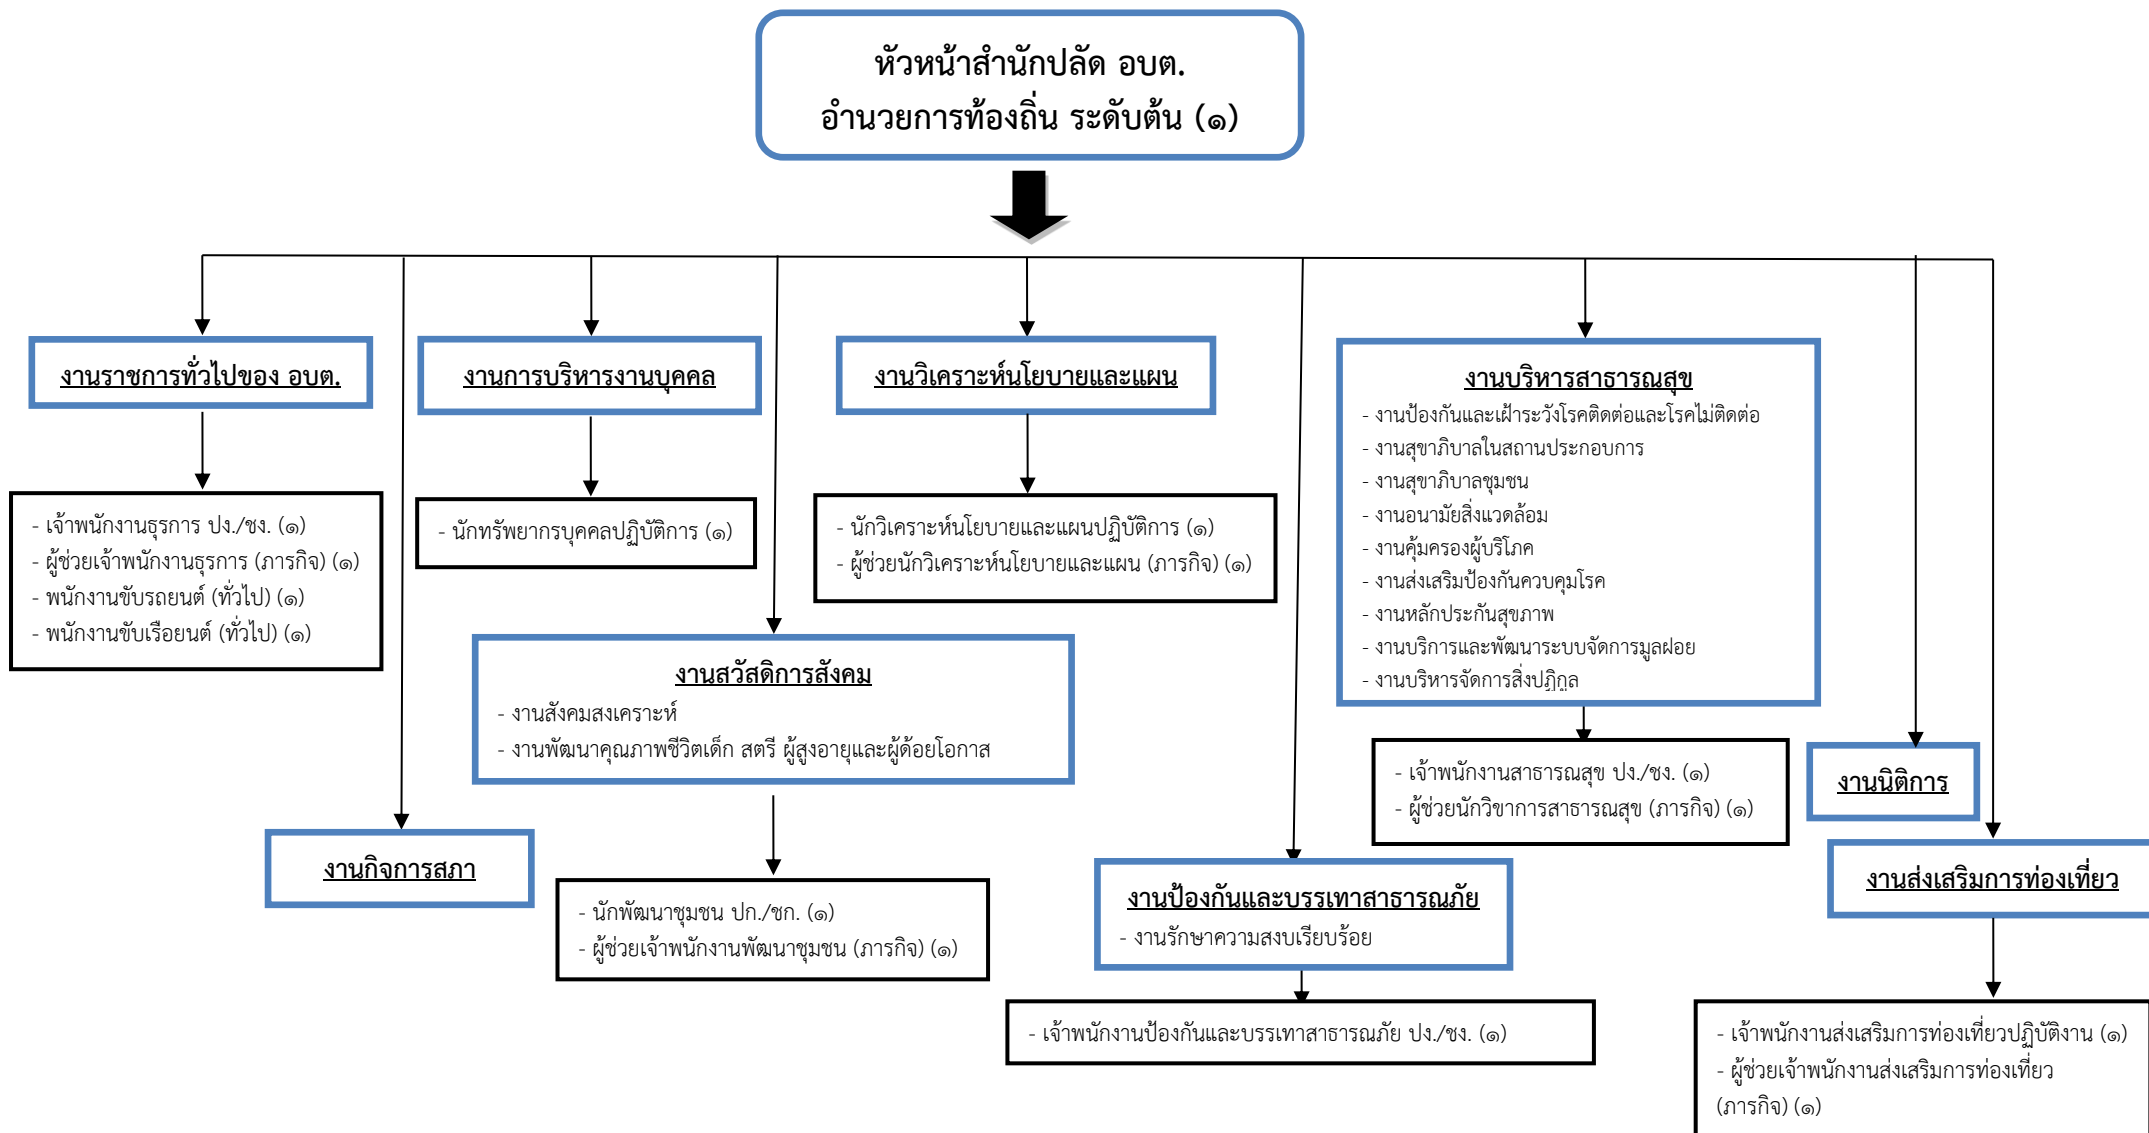 หัวหน้าสำนักปลัด อบต.
อำนวยการท้องถิ่น ระดับต้น (๑)
งานราชการทั่วไปของ อบต.
- เจ้าพนักงานธุรการ ปง./ชง. (๑)
- ผู้ช่วยเจ้าพนักงานธุรการ (ภารกิจ) (๑)
- พนักงานขับรถยนต์ (ทั่วไป) (๑)
- พนักงานขับเรือยนต์ (ทั่วไป) (๑)
งานกิจการสภา
งานการบริหารงานบุคคล
- นักทรัพยากรบุคคลปฏิบัติการ (๑)
งานสวัสดิการสังคม
- งานสังคมสงเคราะห์
- งานพัฒนาคุณภาพชีวิตเด็ก สตรี ผู้สูงอายุและผู้ด้อยโอกาส
- นักพัฒนาชุมชน ปก./ชก. (๑)
- ผู้ช่วยเจ้าพนักงานพัฒนาชุมชน (ภารกิจ) (๑)
งานวิเคราะห์นโยบายและแผน
- นักวิเคราะห์นโยบายและแผนปฏิบัติการ (๑)
- ผู้ช่วยนักวิเคราะห์นโยบายและแผน (ภารกิจ) (๑)
งานป้องกันและบรรเทาสาธารณภัย
- งานรักษาความสงบเรียบร้อย
- เจ้าพนักงานป้องกันและบรรเทาสาธารณภัย ปง./ชง. (๑)
งานบริหารสาธารณสุข
- งานป้องกันและเฝ้าระวังโรคติดต่อและโรคไม่ติดต่อ
- งานสุขาภิบาลในสถานประกอบการ
- งานสุขาภิบาลชุมชน
- งานอนามัยสิ่งแวดล้อม
- งานคุ้มครองผู้บริโภค
- งานส่งเสริมป้องกันควบคุมโรค
- งานหลักประกันสุขภาพ
- งานบริการและพัฒนาระบบจัดการมูลฝอย
- งานบริหารจัดการสิ่งปฏิกูล
- เจ้าพนักงานสาธารณสุข ปง./ชง. (๑)
- ผู้ช่วยนักวิขาการสาธารณสุข (ภารกิจ) (๑)
งานนิติการ
งานส่งเสริมการท่องเที่ยว
- เจ้าพนักงานส่งเสริมการท่องเที่ยวปฏิบัติงาน (๑)
- ผู้ช่วยเจ้าพนักงานส่งเสริมการท่องเที่ยว
(ภารกิจ) (๑)